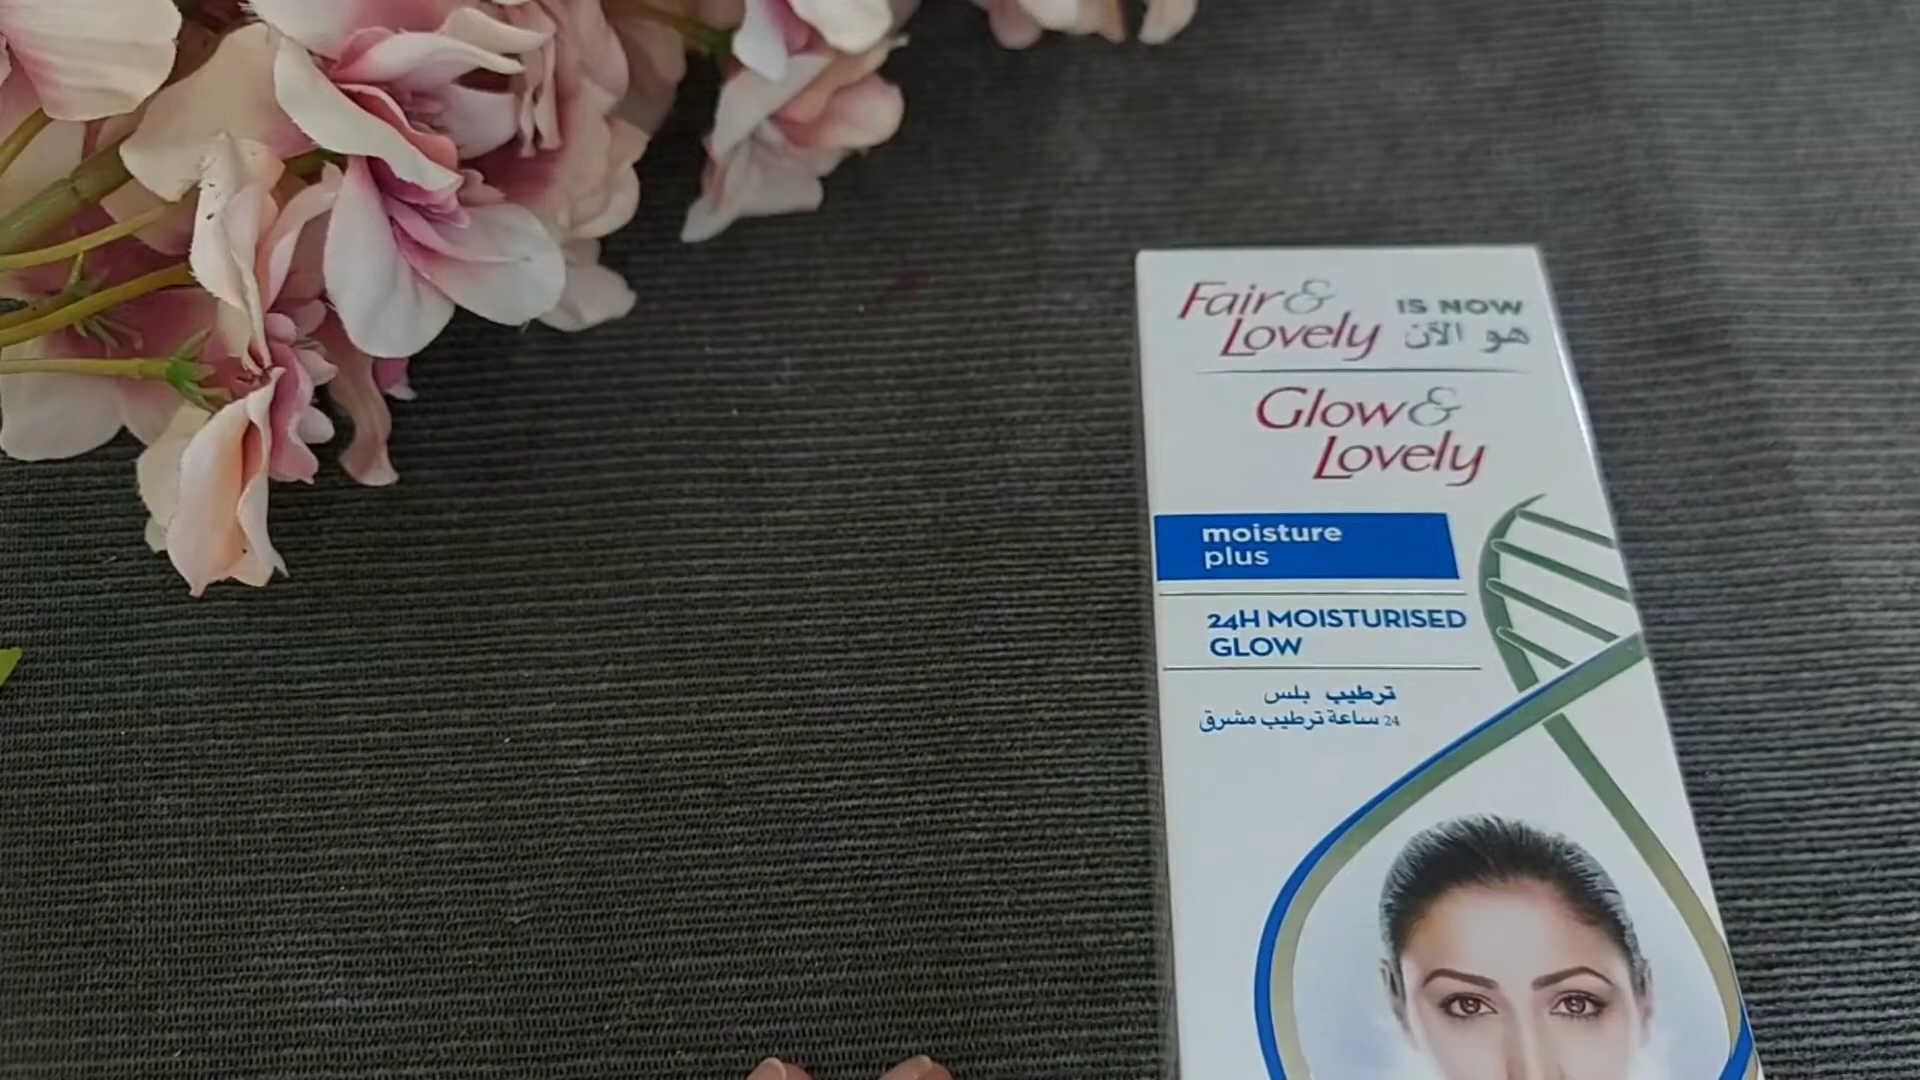 Fair &
Lovely
IS NOW
هو الآن
Glow &
Lovely
moisture
plus
24H MOISTURISED
GLOW
ترطيب بلس
24 ساعة ترطيب مشرق